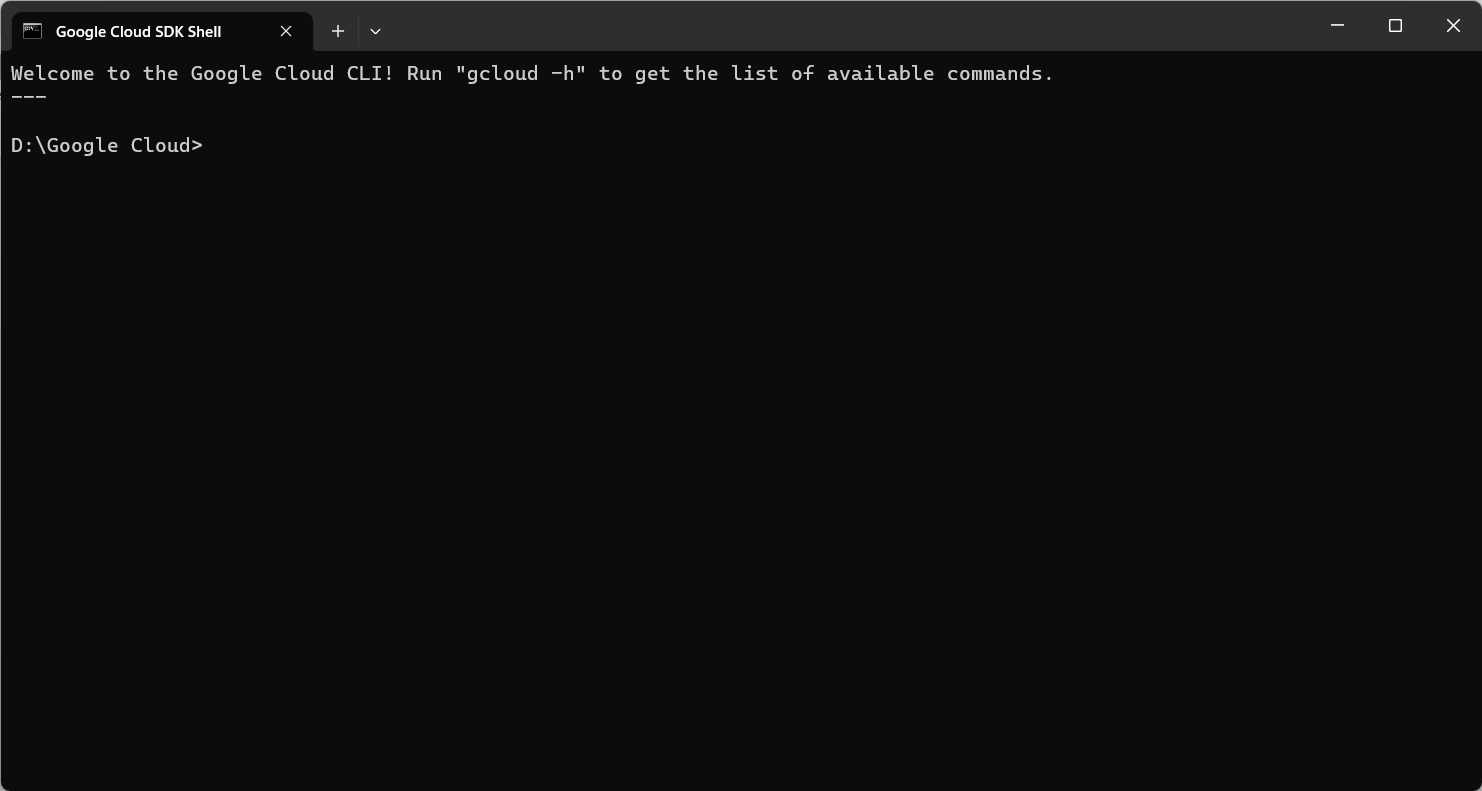 Google Cloud SDK Shell
Welcome to the Google Cloud CLI! Run "gcloud -h" to get the list of available commands.
---
D:\Google Cloud>